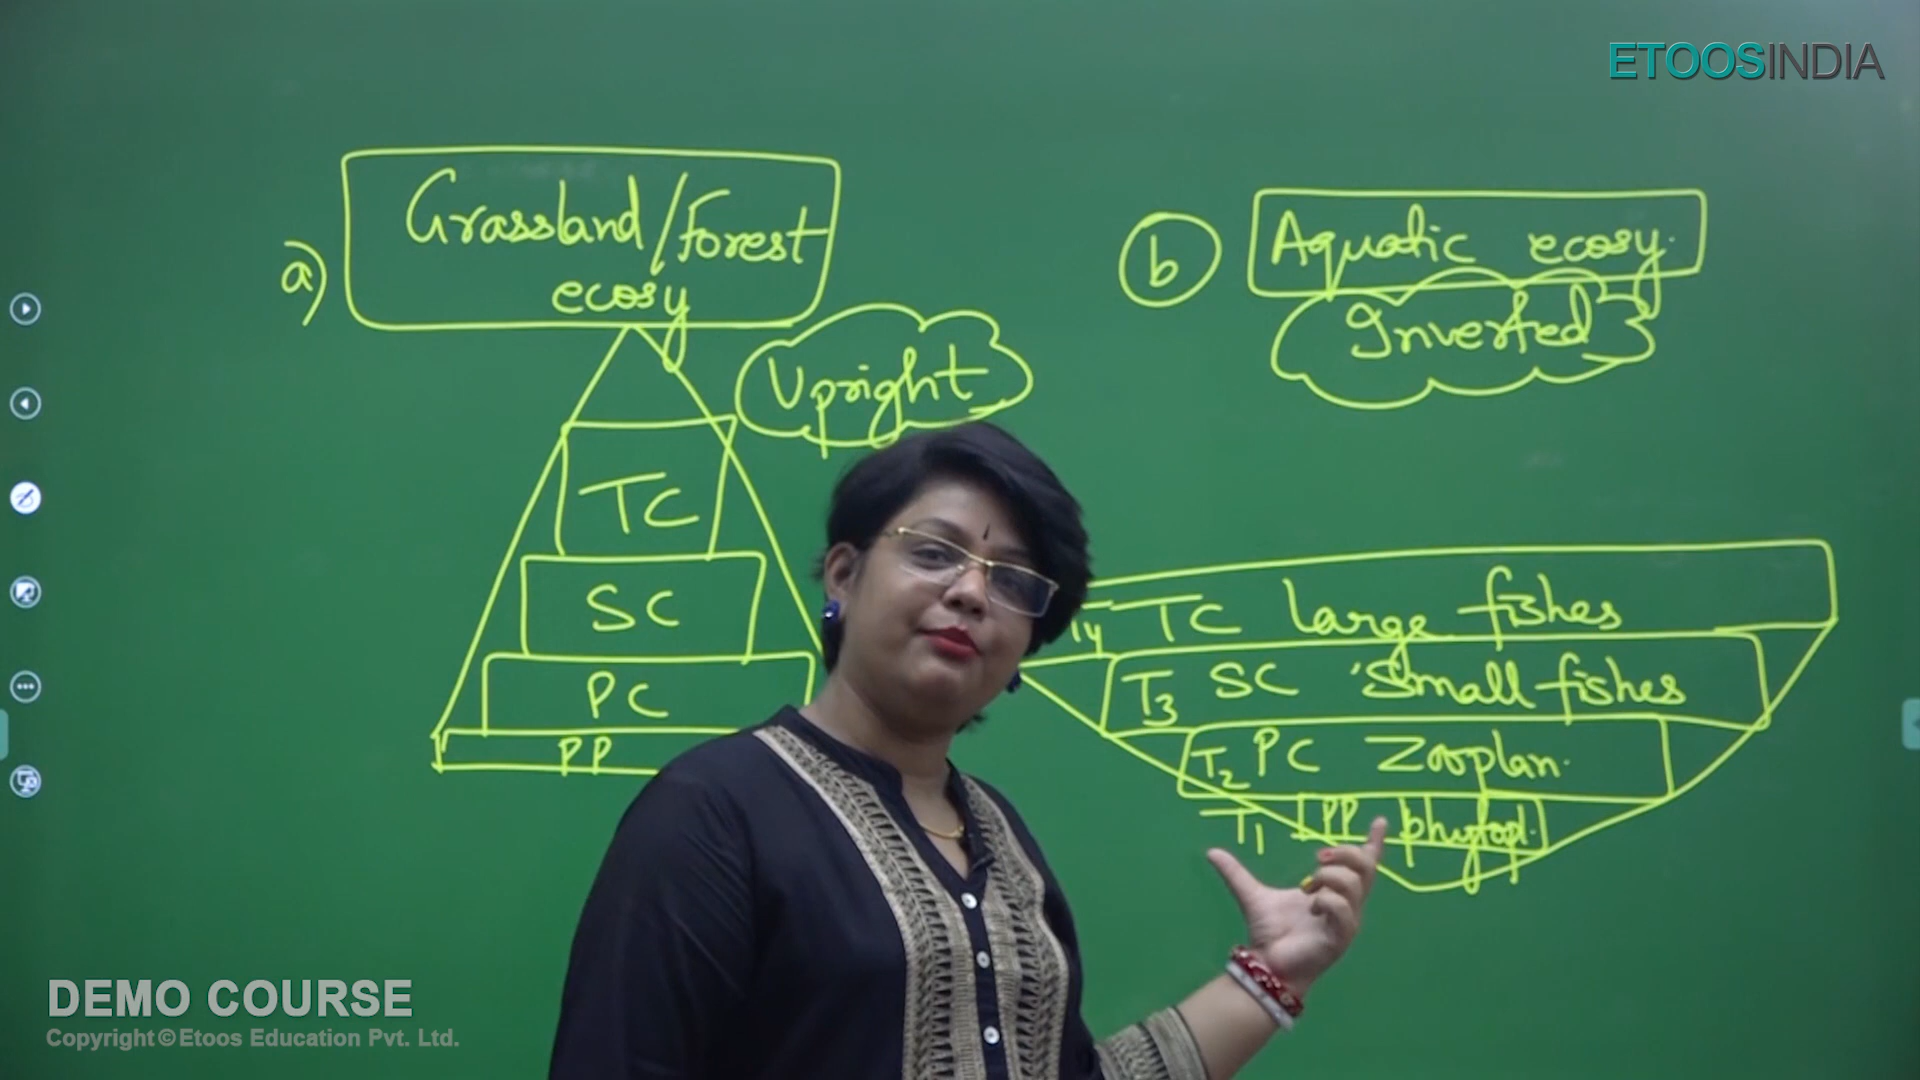 ETOOSINDIA
a)
Grassland/Forest
ecosy
Upright
TC
SC
PC
PP
b
Aquatic ecosy.
Inverted
T4 TC large fishes
T3 SC Small fishes
T2 PC Zooplan.
T1 PP phytopl.
DEMO COURSE
Copyright © Etoos Education Pvt. Ltd.